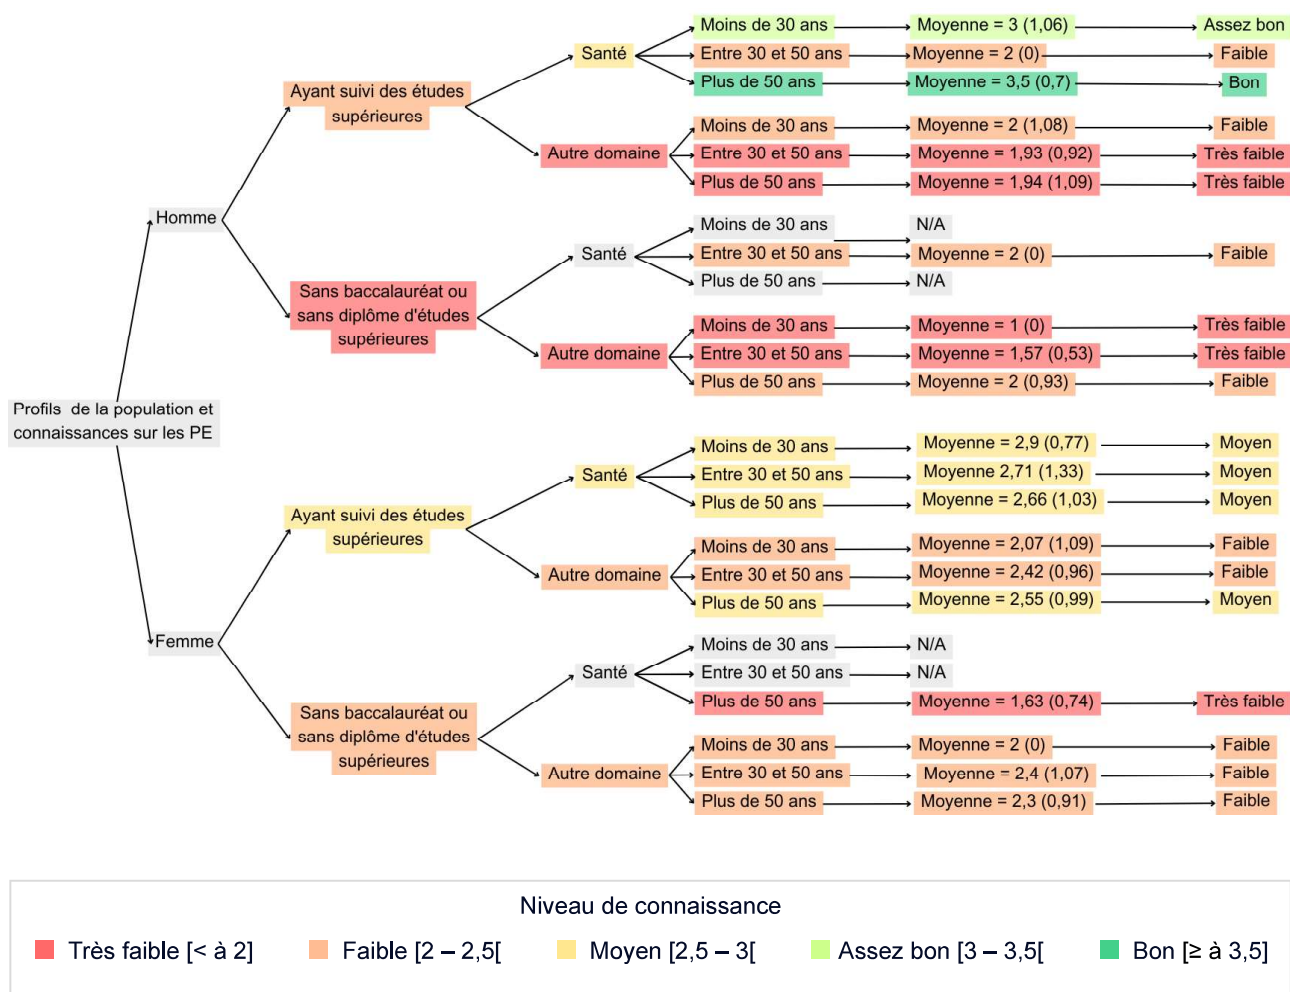 Moins de 30 ans Moyenne = 3 (1,06) Assez bon
Santé Entre 30 et 50 ans Moyenne = 2 (0) Faible
Plus de 50 ans Moyenne = 3,5 (0,7) Bon
Ayant suivi des études
supérieures
Moins de 30 ans Moyenne = 2 (1,08) Faible
Autre domaine Entre 30 et 50 ans Moyenne = 1,93 (0,92) Très faible
Plus de 50 ans Moyenne = 1,94 (1,09) Très faible
Homme
Moins de 30 ans N/A
Santé Entre 30 et 50 ans Moyenne = 2 (0) Faible
Plus de 50 ans N/A
Sans baccalauréat ou
sans diplôme d'études
supérieures
Moins de 30 ans Moyenne = 1 (0) Très faible
Autre domaine Entre 30 et 50 ans Moyenne = 1,57 (0,53) Très faible
Plus de 50 ans Moyenne = 2 (0,93) Faible
Profils de la population et
connaissances sur les PE
Moins de 30 ans Moyenne = 2,9 (0,77) Moyen
Santé Entre 30 et 50 ans Moyenne 2,71 (1,33) Moyen
Plus de 50 ans Moyenne = 2,66 (1,03) Moyen
Ayant suivi des études
supérieures
Moins de 30 ans Moyenne = 2,07 (1,09) Faible
Autre domaine Entre 30 et 50 ans Moyenne = 2,42 (0,96) Faible
Plus de 50 ans Moyenne = 2,55 (0,99) Moyen
Femme
Moins de 30 ans N/A
Santé Entre 30 et 50 ans N/A
Plus de 50 ans Moyenne = 1,63 (0,74) Très faible
Sans baccalauréat ou
sans diplôme d'études
supérieures
Moins de 30 ans Moyenne = 2 (0) Faible
Autre domaine Entre 30 et 50 ans Moyenne = 2,4 (1,07) Faible
Plus de 50 ans Moyenne = 2,3 (0,91) Faible
Niveau de connaissance
Très faible [< à 2] Faible [2 – 2,5[ Moyen [2,5 – 3[ Assez bon [3 – 3,5[ Bon [≥ à 3,5]